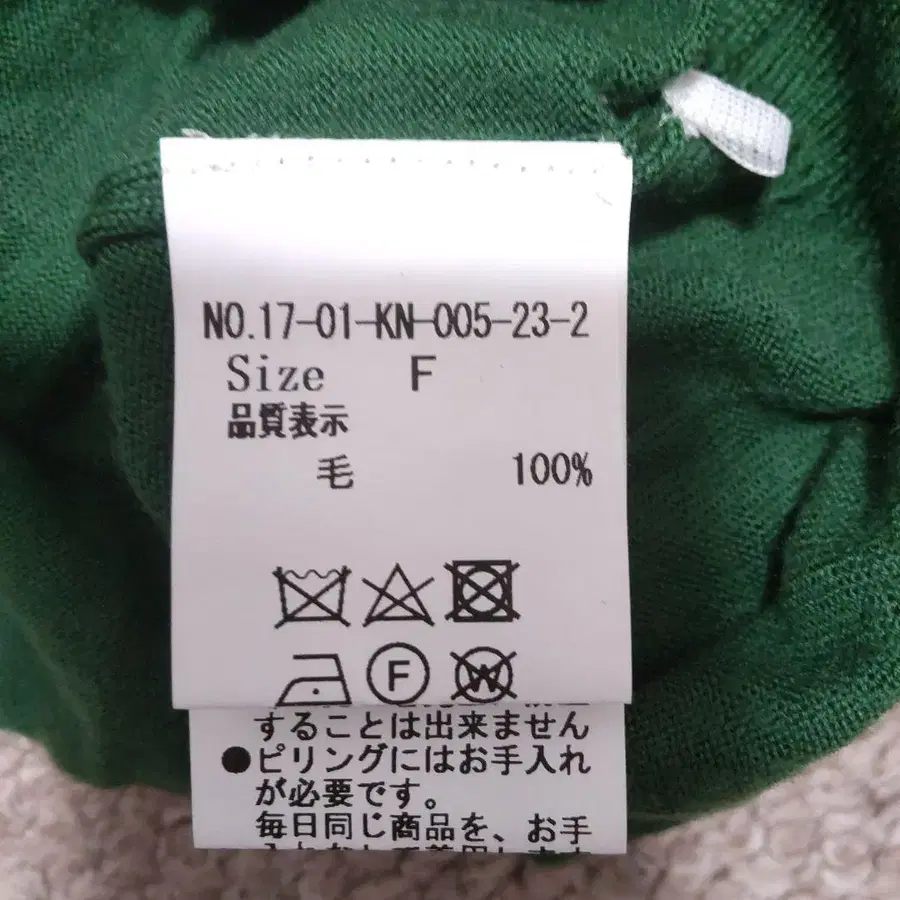 NO.17-01-KN-005-23-2
Size F
品質表示
毛 100%
F
W
することは出来ません
●ピリングにはお手入れ
が必要です。
毎日同じ商品を、お手